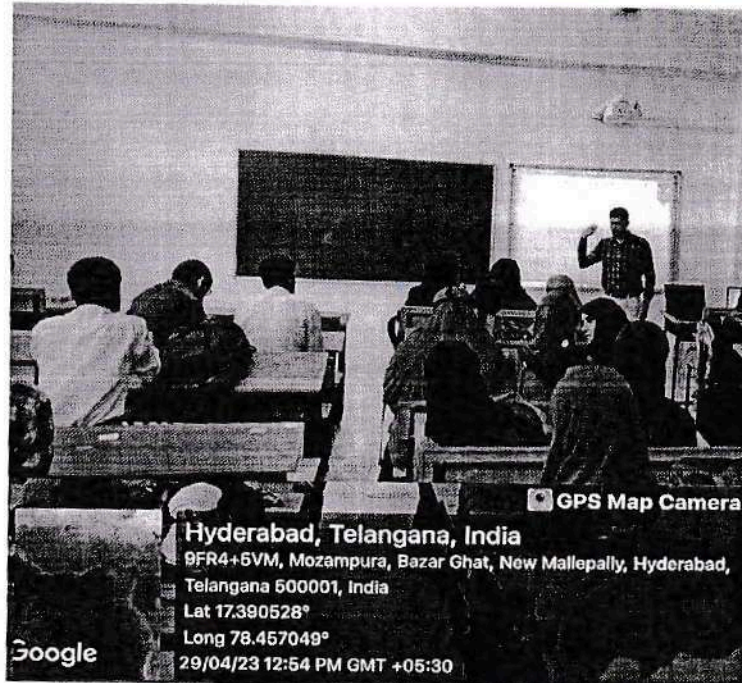 GPS Map Camera
Hyderabad, Telangana, India
9FR4+5VM, Mozampura, Bazar Ghat, New Mallepally, Hyderabad,
Telangana 500001, India
Lat 17.390528°
Long 78.457049°
29/04/23 12:54 PM GMT +05:30
Google